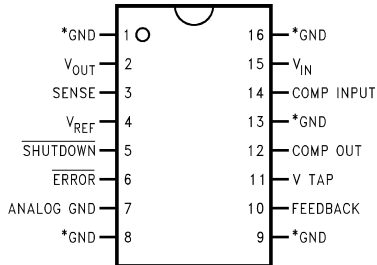 *GND 1 16 *GND
VOUT 2 15 VIN
SENSE 3 14 COMP INPUT
VREF 4 13 *GND
SHUTDOWN 5 12 COMP OUT
ERROR 6 11 V TAP
ANALOG GND 7 10 FEEDBACK
*GND 8 9 *GND